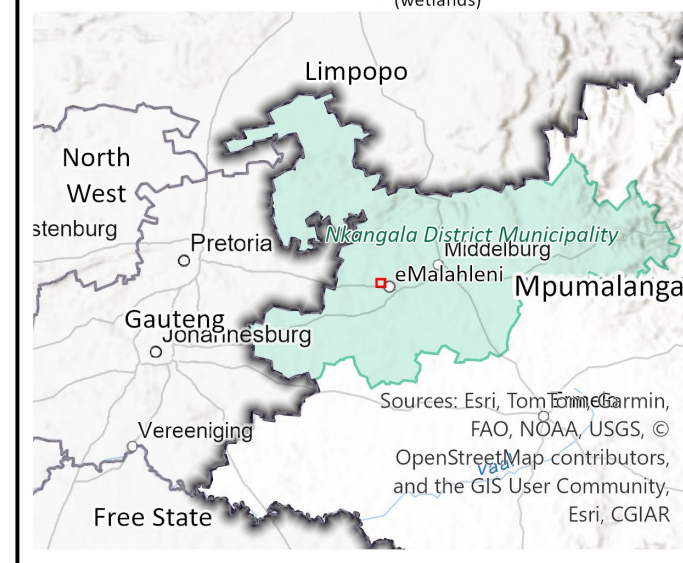 (wetlands)
Limpopo
North
West
stenburg
Pretoria
Nkangala District Municipality
Middelburg
eMalahleni
Mpumalanga
Gauteng
Johannesburg
Sources: Esri, TomTom, Garmin,
Ermelo
FAO, NOAA, USGS, ©
OpenStreetMap contributors,
Vaal
and the GIS User Community,
Esri, CGIAR
Vereeniging
Free State